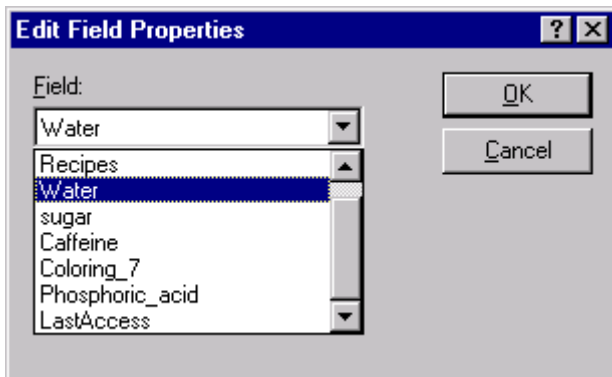 Edit Field Properties
Field:
OK
Water
Cancel
Recipes
Water
sugar
Caffeine
Coloring_7
Phosphoric_acid
LastAccess